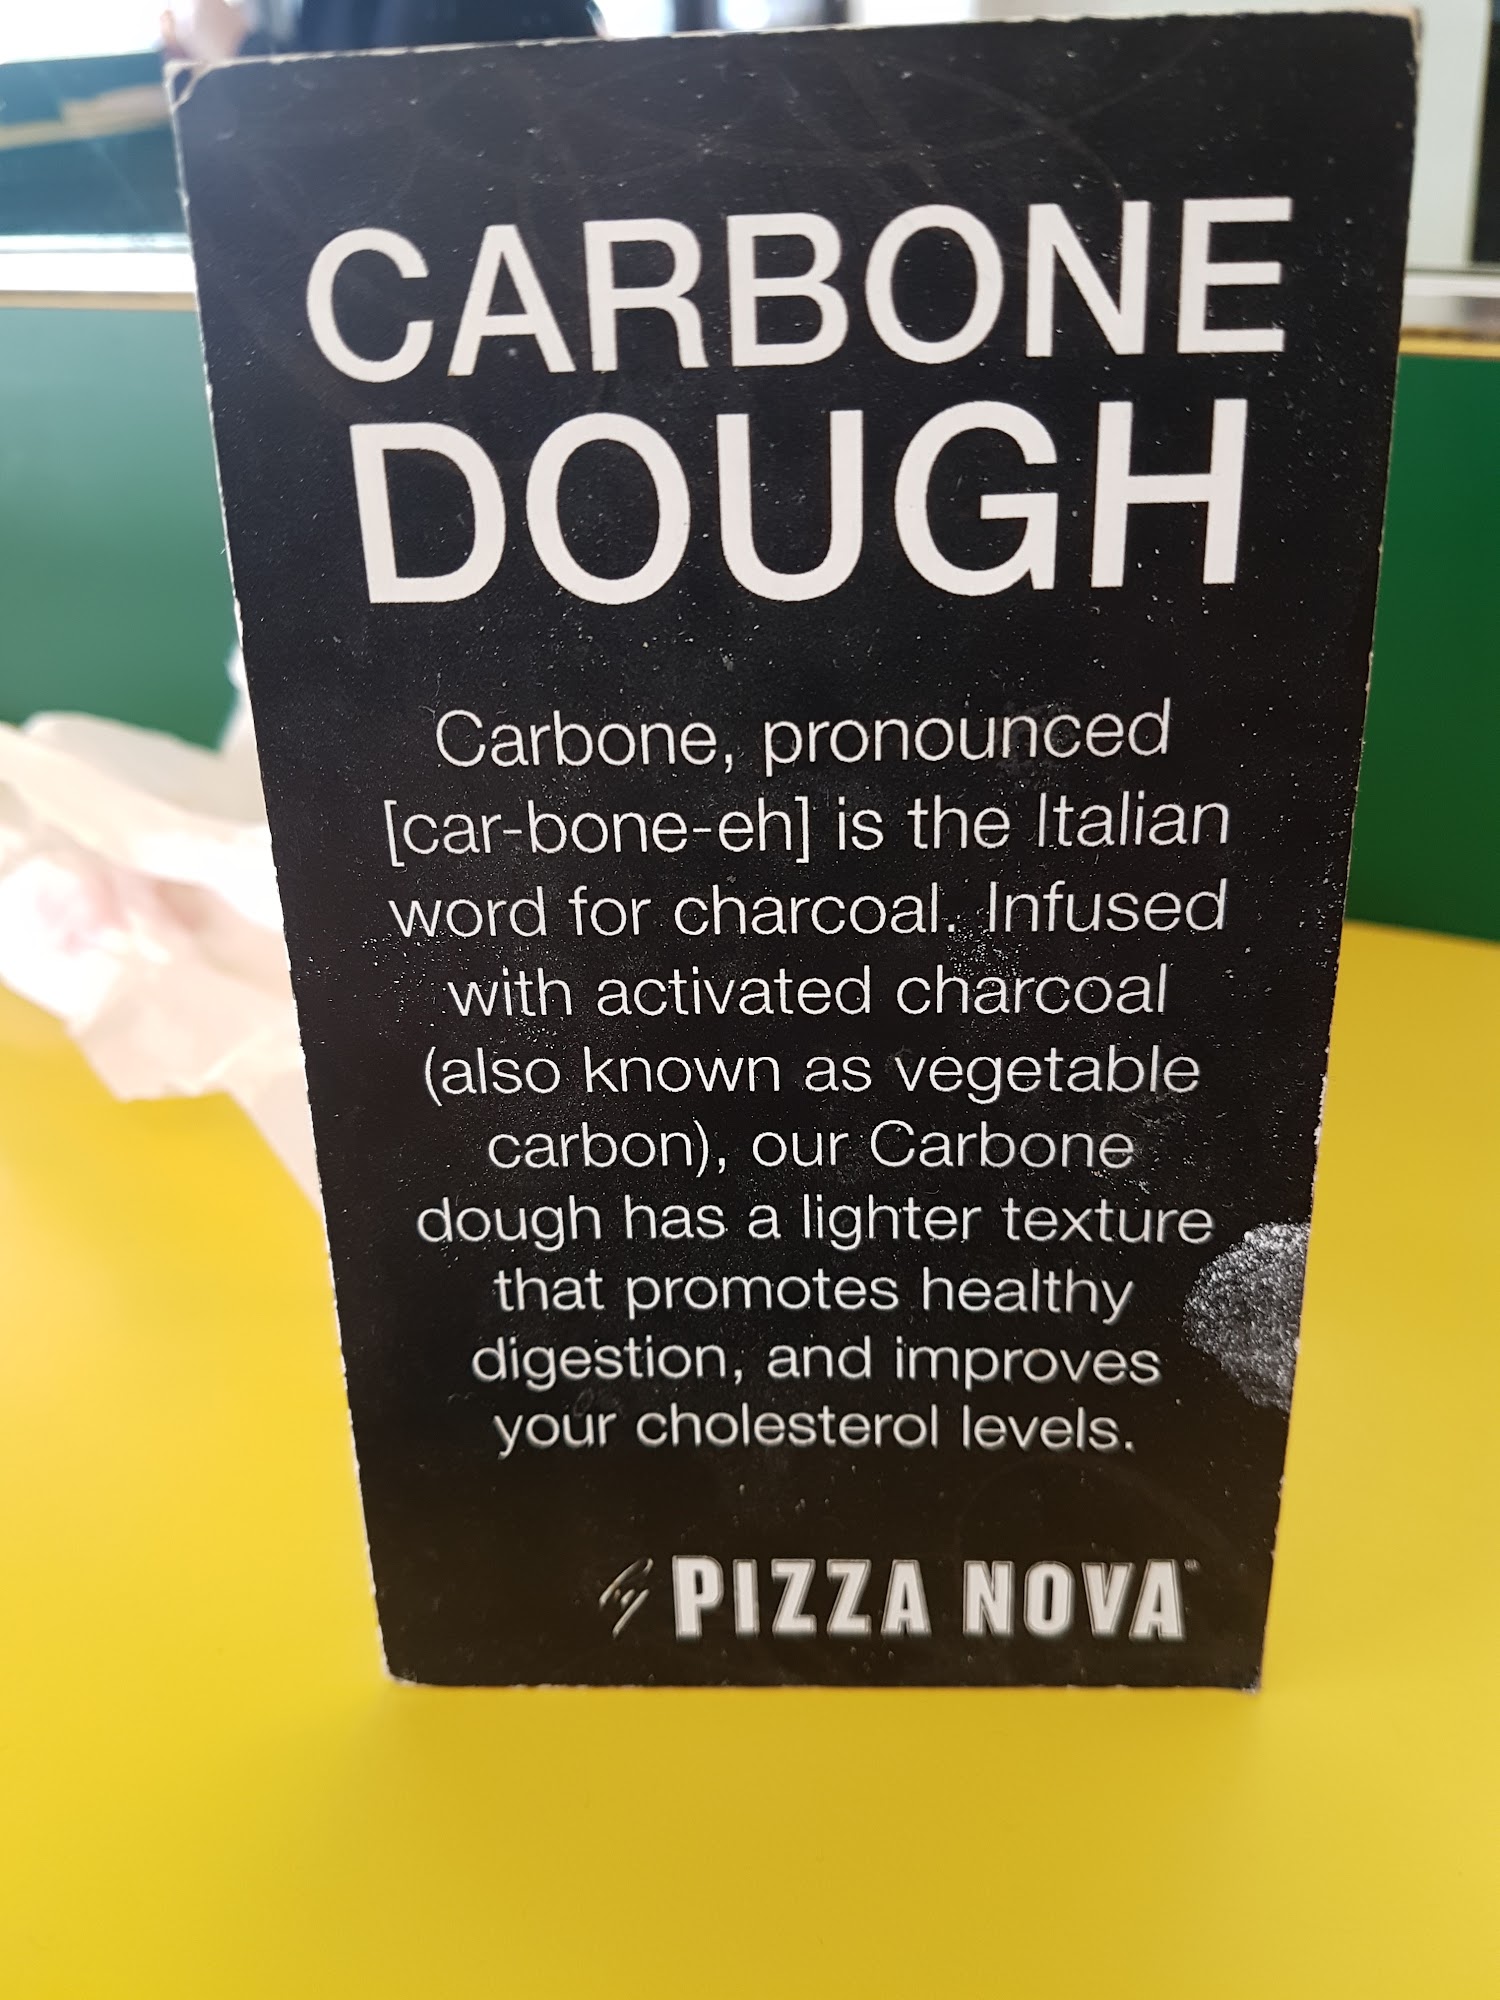 CARBONE
DOUGH
Carbone, pronounced
[car-bone-eh] is the Italian
word for charcoal. Infused
with activated charcoal
(also known as vegetable
carbon), our Carbone
dough has a lighter texture
that promotes healthy
digestion, and improves
your cholesterol levels.
by PIZZA NOVA